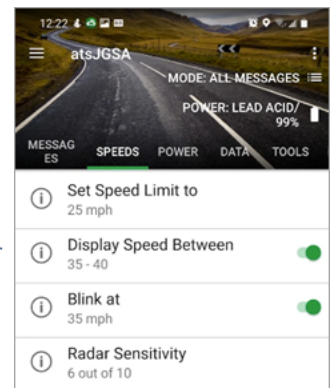 12:22
atsJGSA
MODE: ALL MESSAGES
POWER: LEAD ACID/
99%
MESSAG
ES
SPEEDS POWER DATA TOOLS
Set Speed Limit to
25 mph
Display Speed Between
35 - 40
Blink at
35 mph
Radar Sensitivity
6 out of 10